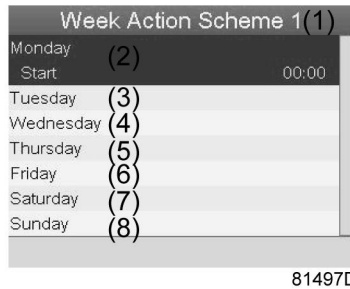 Week Action Scheme 1(1)
Monday (2)
Start 00:00
Tuesday (3)
Wednesday (4)
Thursday (5)
Friday (6)
Saturday (7)
Sunday (8)
81497D